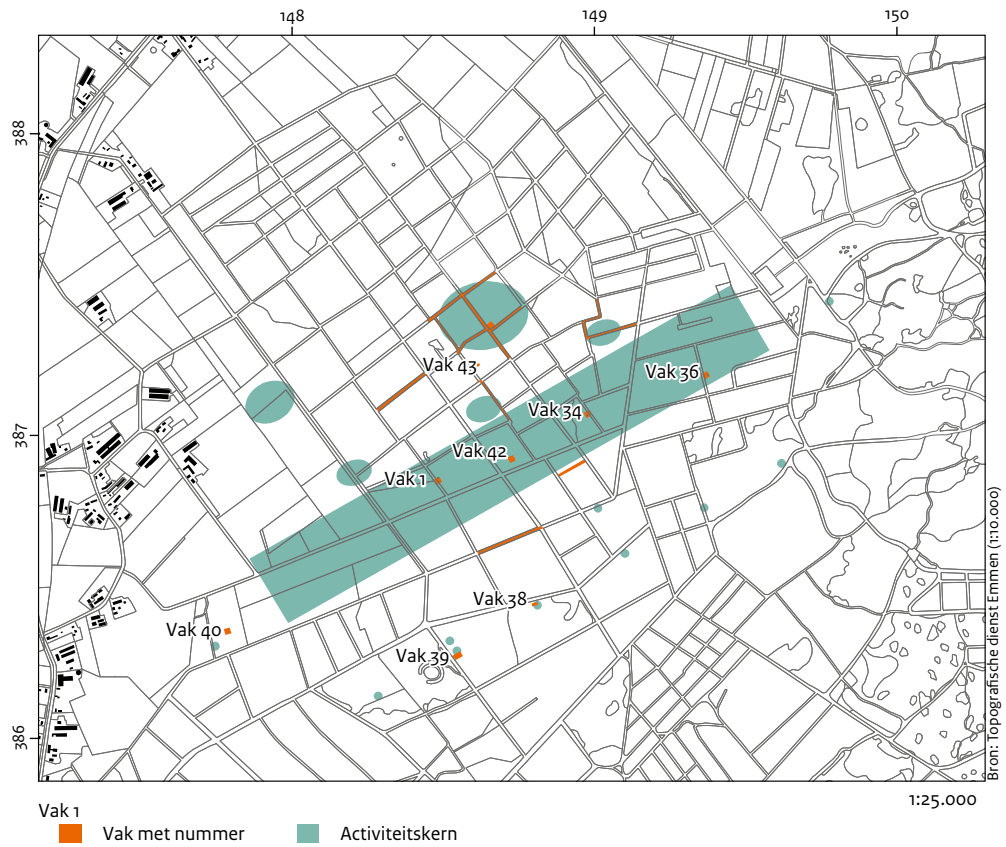 148 149 150
388
387
386
Vak 43
Vak 36
Vak 34
Vak 42
Vak 1
Vak 38
Vak 40
Vak 39
Bron: Topografische dienst Emmen (1:10.000)
1:25.000
Vak 1
Vak met nummer
Activiteitskern